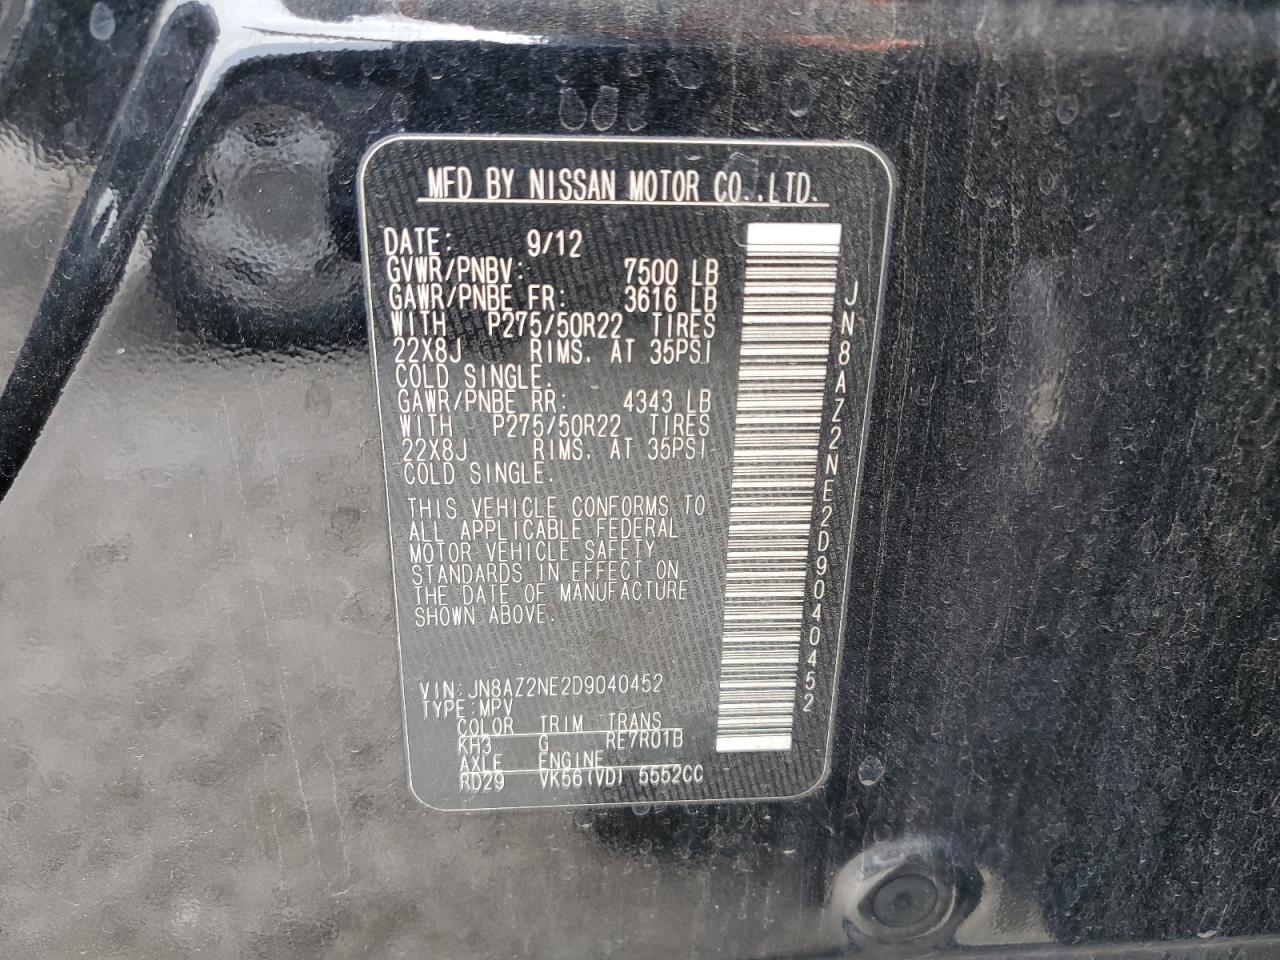 MFD BY NISSAN MOTOR CO.,LTD.
DATE: 9/12
GVWR/PNBV: 7500 LB
GAWR/PNBE FR: 3616 LB
WITH P275/50R22 TIRES
22X8J RIMS. AT 35PSI
COLD SINGLE.
GAWR/PNBE RR: 4343 LB
WITH P275/50R22 TIRES
22X8J RIMS. AT 35PSI
COLD SINGLE.
THIS VEHICLE CONFORMS TO
ALL APPLICABLE FEDERAL
MOTOR VEHICLE SAFETY
STANDARDS IN EFFECT ON
THE DATE OF MANUFACTURE
SHOWN ABOVE.
VIN:JN8AZ2NE2D9040452
TYPE:MPV
COLOR TRIM TRANS
KH3 G RE7R01B
AXLE ENGINE
RD29 VK56(VD) 5552CC
JN8AZ2NE2D9040452